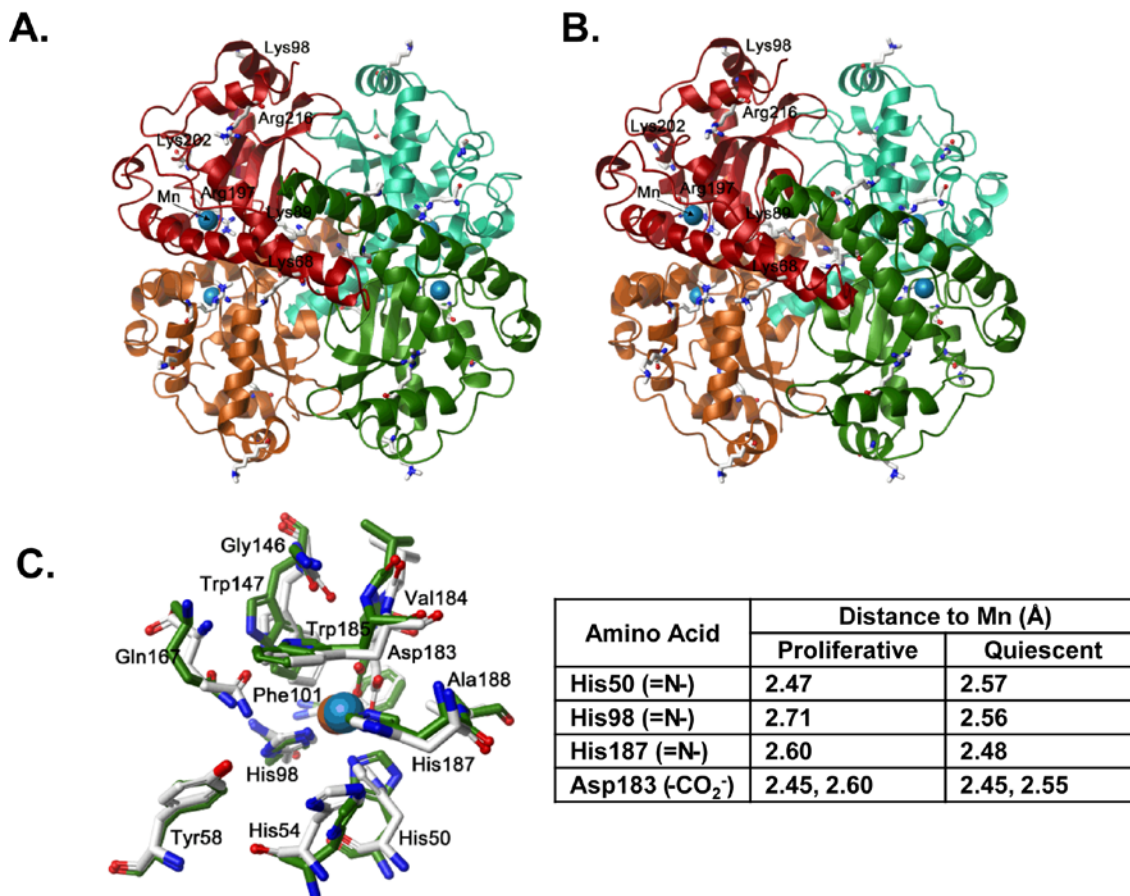 A.
Lys98
Arg216
Lys202
Arg197
Mn
Lys89
Lys68
B.
Lys98
Arg216
Lys202
Arg197
Mn
Lys89
Lys68
C.
Gly146
Trp147
Val184
Trp185
Gln167
Asp183
Phe101
Ala188
His98
His187
Tyr58
His54
His50
Amino Acid
Distance to Mn (Å)
Proliferative
Quiescent
His50 (=N-) 2.47 2.57
His98 (=N-) 2.71 2.56
His187 (=N-) 2.60 2.48
Asp183 (-CO₂⁻) 2.45, 2.60 2.45, 2.55